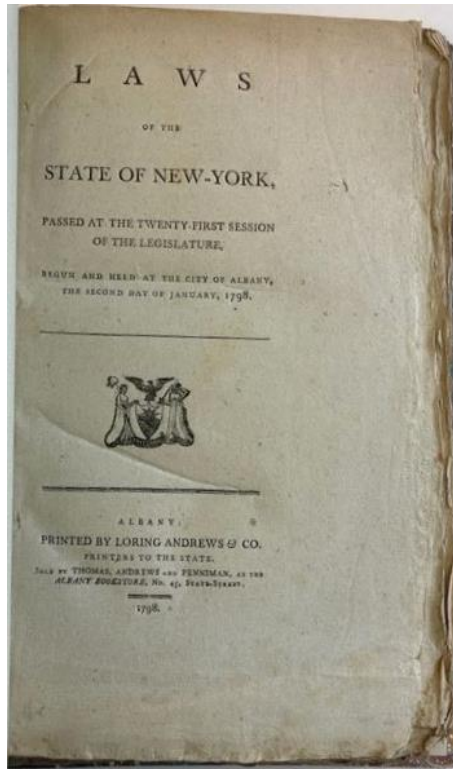 LAWS
OF THE
STATE OF NEW-YORK,
PASSED AT THE TWENTY-FIRST SESSION
OF THE LEGISLATURE,
BEGUN AND HELD AT THE CITY OF ALBANY,
THE SECOND DAY OF JANUARY, 1798.
ALBANY:
PRINTED BY LORING ANDREWS & CO.
PRINTERS TO THE STATE.
SOLD BY THOMAS, ANDREWS AND PENNIMAN, AT THE
ALBANY BOOKSTORE, No. 45, STATE-STREET.
1798.